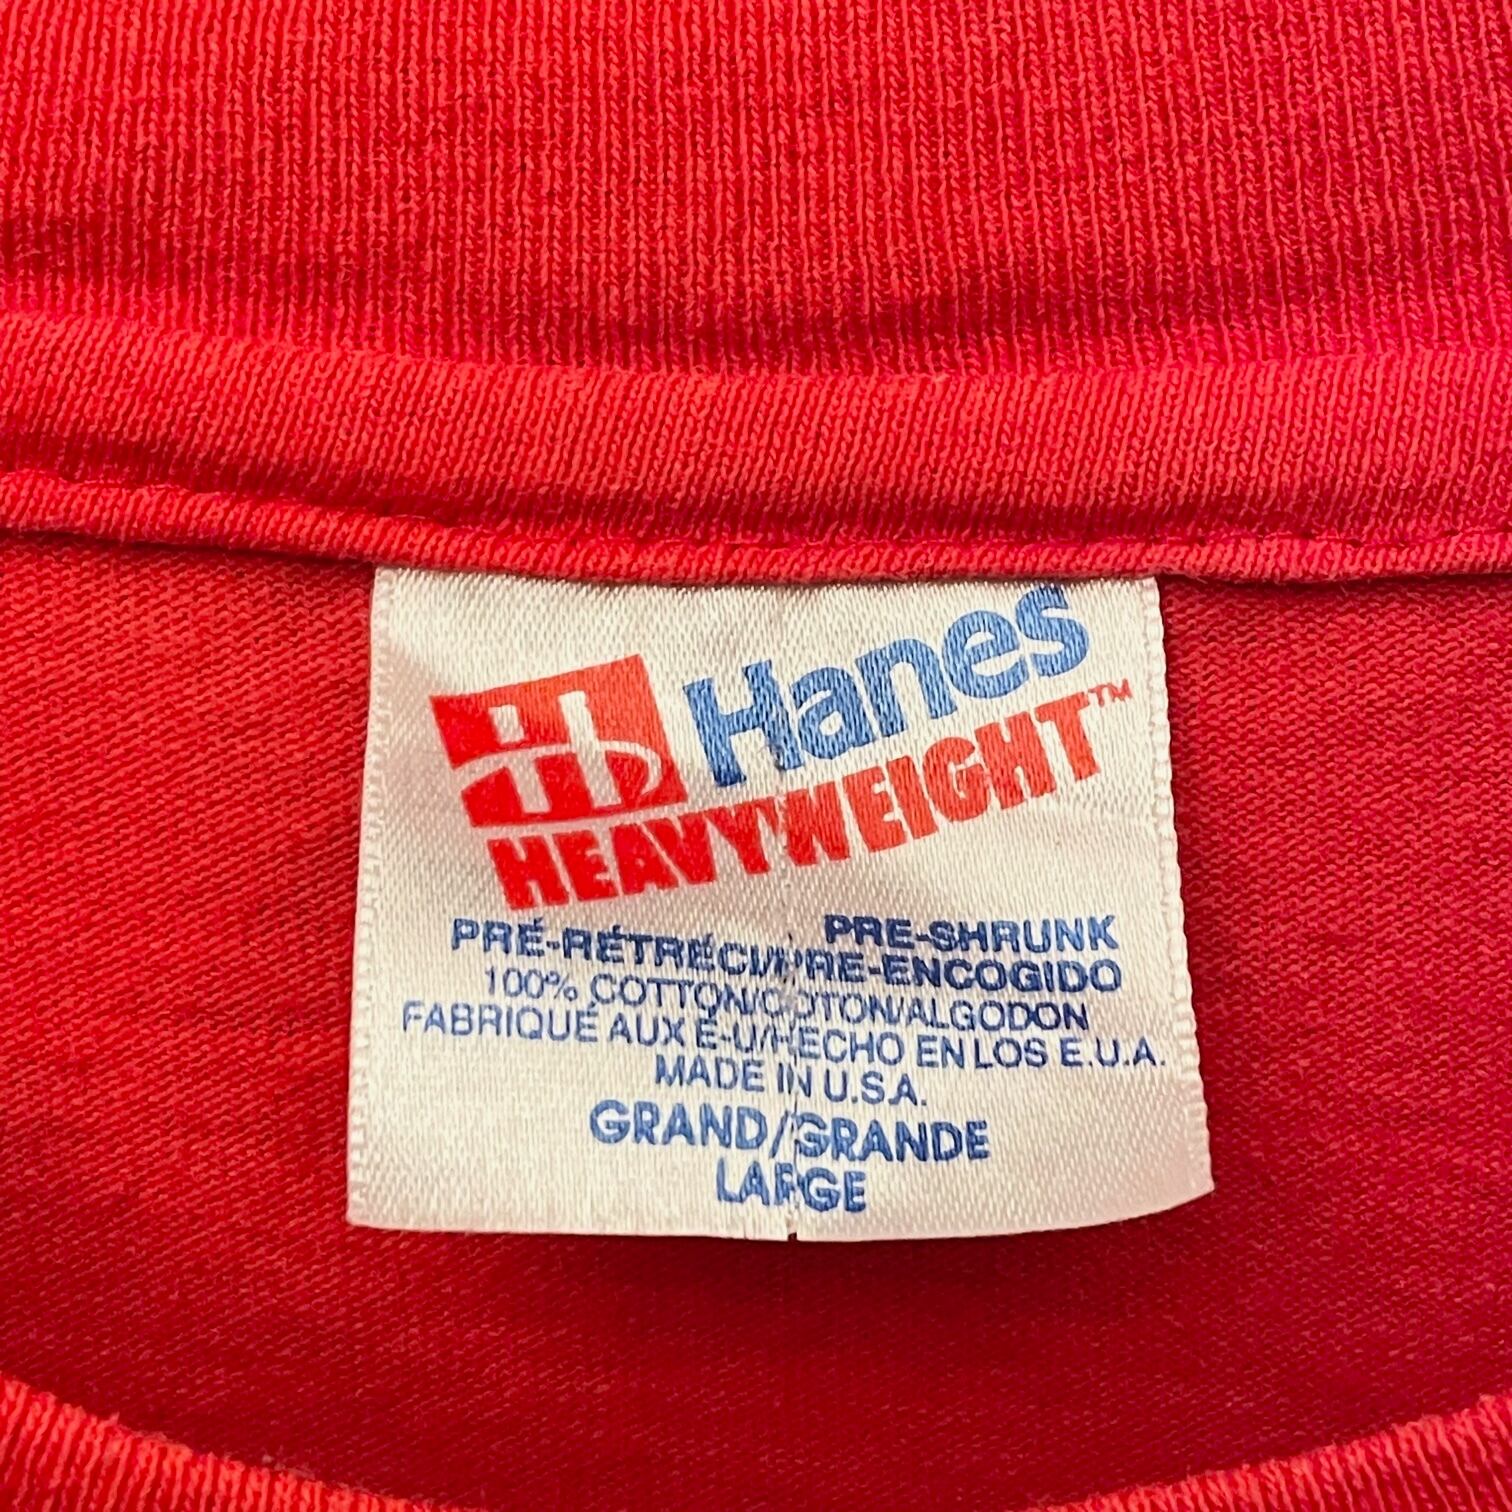 Hanes
HEAVYWEIGHT™
PRE-SHRUNK
PRÉ-RÉTRÉCI/PRE-ENCOGIDO
100% COTTON/COTON/ALGODON
FABRIQUÉ AUX É-U/HECHO EN LOS E.U.A.
MADE IN U.S.A.
GRAND/GRANDE
LARGE